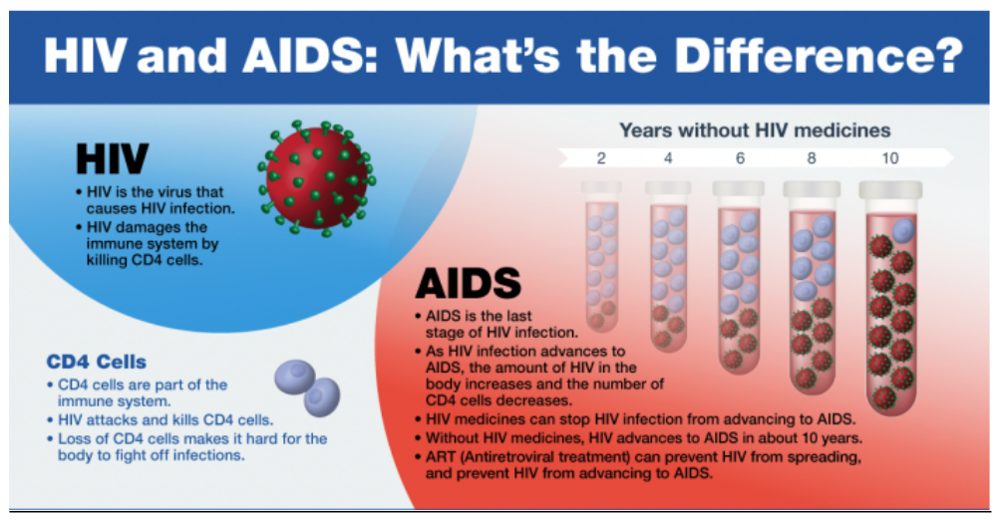 HIV and AIDS: What's the Difference?
HIV
• HIV is the virus that
causes HIV infection.
• HIV damages the
immune system by
killing CD4 cells.
CD4 Cells
• CD4 cells are part of the
immune system.
• HIV attacks and kills CD4 cells.
• Loss of CD4 cells makes it hard for the
body to fight off infections.
Years without HIV medicines
2 4 6 8 10
AIDS
• AIDS is the last
stage of HIV infection.
• As HIV infection advances to
AIDS, the amount of HIV in the
body increases and the number of
CD4 cells decreases.
• HIV medicines can stop HIV infection from advancing to AIDS.
• Without HIV medicines, HIV advances to AIDS in about 10 years.
• ART (Antiretroviral treatment) can prevent HIV from spreading,
and prevent HIV from advancing to AIDS.